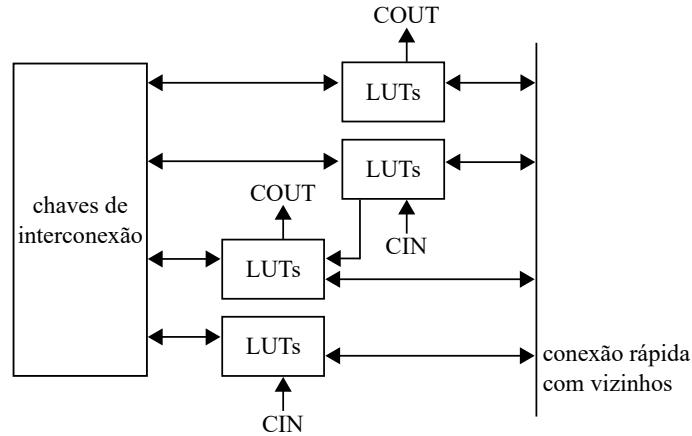 COUT
LUTs
LUTs
chaves de
interconexão
COUT
CIN
LUTs
LUTs
conexão rápida
com vizinhos
CIN